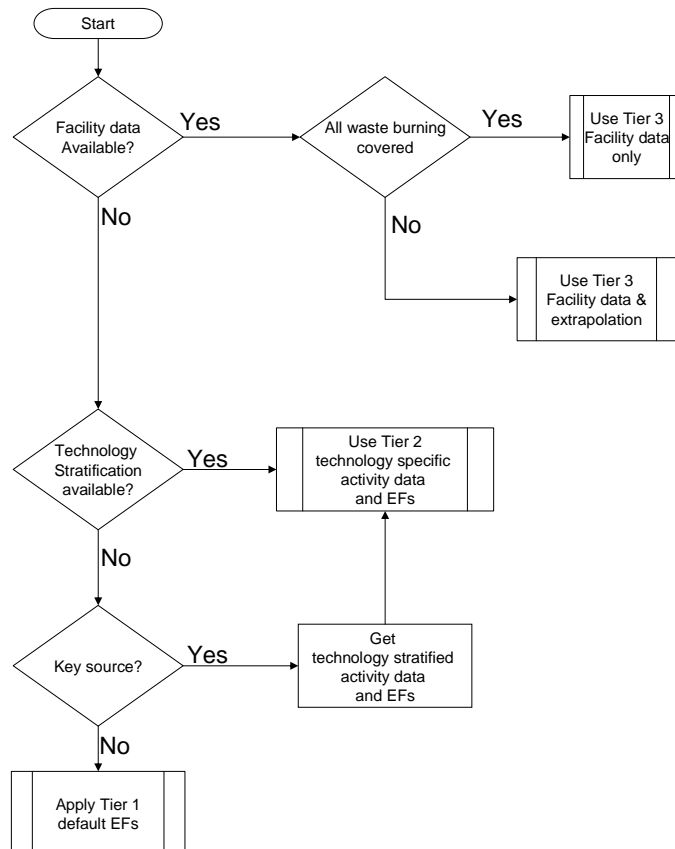 Start
Facility data
Available?
Yes
All waste burning
covered
Yes
Use Tier 3
Facility data
only
No
No
Use Tier 3
Facility data &
extrapolation
Technology
Stratification
available?
Yes
Use Tier 2
technology specific
activity data
and EFs
No
Key source?
Yes
Get
technology stratified
activity data
and EFs
No
Apply Tier 1
default EFs